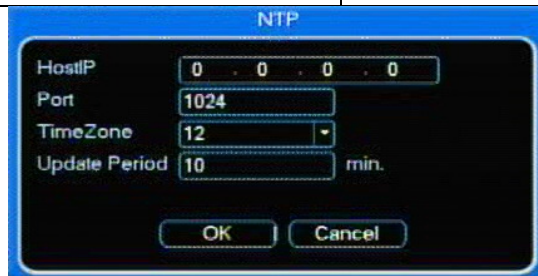 NTP
HostIP 0 . 0 . 0 . 0
Port 1024
TimeZone 12
Update Period 10 min.
OK Cancel